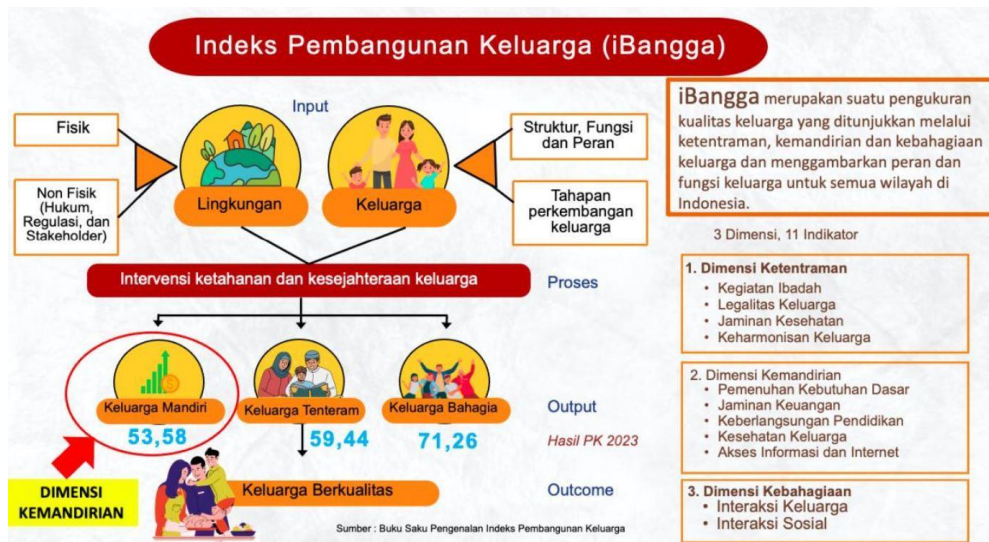 Indeks Pembangunan Keluarga (iBangga)
Input
Fisik
Non Fisik
(Hukum,
Regulasi, dan
Stakeholder)
Lingkungan
Keluarga
Struktur, Fungsi
dan Peran
Tahapan
perkembangan
keluarga
Intervensi ketahanan dan kesejahteraan keluarga
Proses
Keluarga Mandiri
Keluarga Tenteram
Keluarga Bahagia
Output
53,58
59,44
71,26
Hasil PK 2023
DIMENSI
KEMANDIRIAN
Keluarga Berkualitas
Outcome
Sumber : Buku Saku Pengenalan Indeks Pembangunan Keluarga
iBangga merupakan suatu pengukuran
kualitas keluarga yang ditunjukkan melalui
ketentraman, kemandirian dan kebahagiaan
keluarga dan menggambarkan peran dan
fungsi keluarga untuk semua wilayah di
Indonesia.
3 Dimensi, 11 Indikator
1. Dimensi Ketentraman
• Kegiatan Ibadah
• Legalitas Keluarga
• Jaminan Kesehatan
• Keharmonisan Keluarga
2. Dimensi Kemandirian
• Pemenuhan Kebutuhan Dasar
• Jaminan Keuangan
• Keberlangsungan Pendidikan
• Kesehatan Keluarga
• Akses Informasi dan Internet
3. Dimensi Kebahagiaan
• Interaksi Keluarga
• Interaksi Sosial